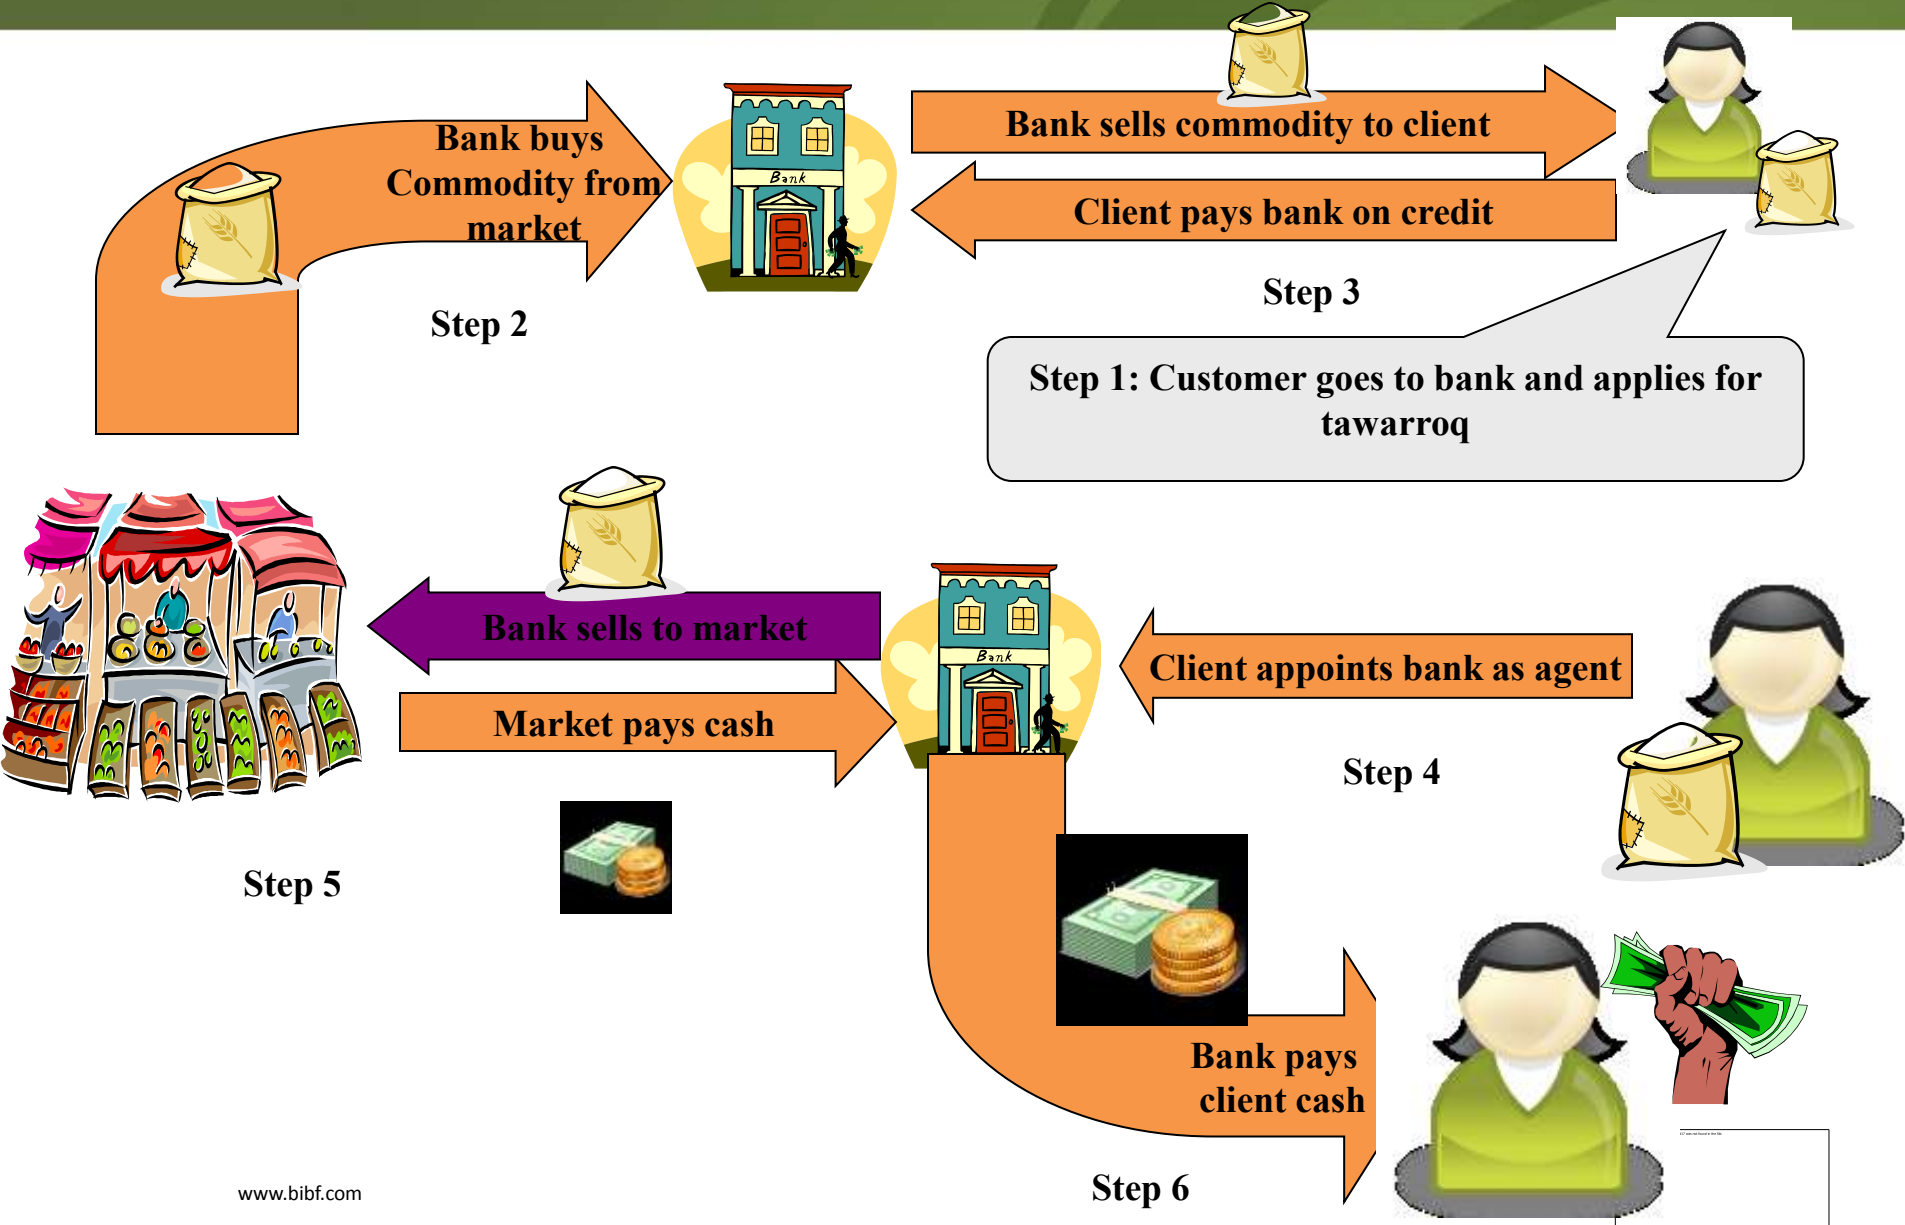 Bank buys
Commodity from
market
Bank
Bank sells commodity to client
Client pays bank on credit
Step 3
Step 2
Step 1: Customer goes to bank and applies for
tawarroq
Bank sells to market
Market pays cash
Bank
Client appoints bank as agent
Step 4
Step 5
Bank pays
client cash
Step 6
www.bibf.com